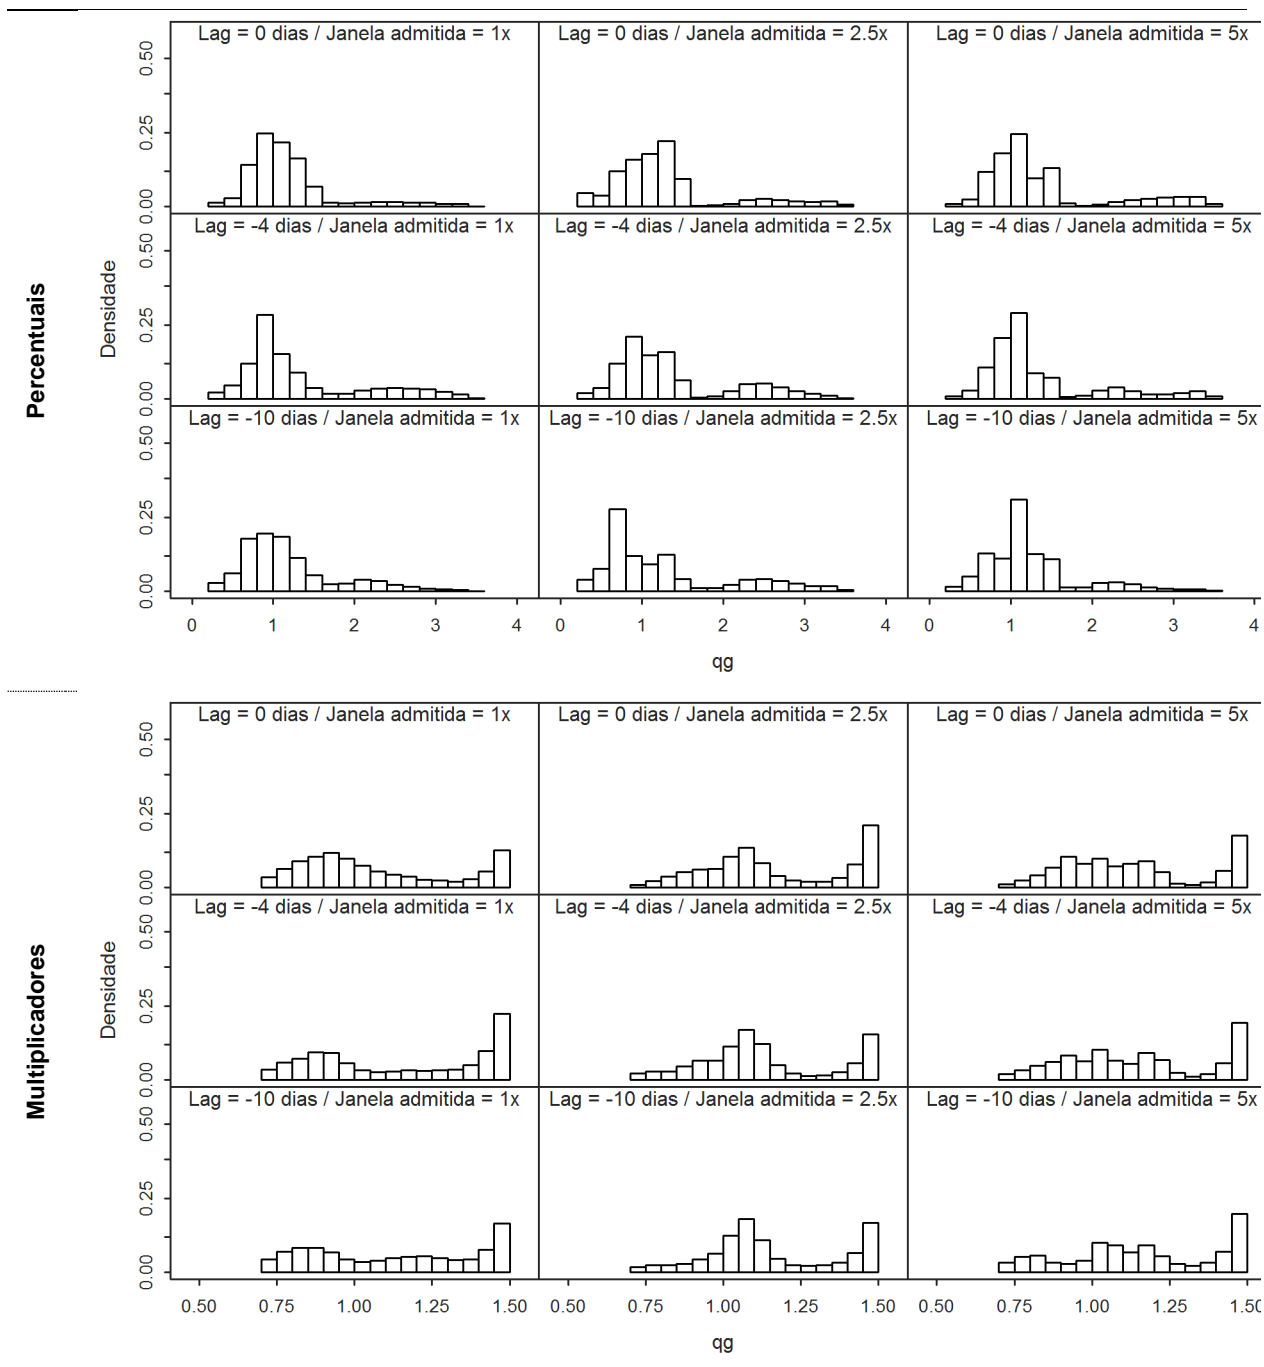 Percentuais
Densidade
Lag = 0 dias / Janela admitida = 1x
Lag = 0 dias / Janela admitida = 2.5x
Lag = 0 dias / Janela admitida = 5x
0.50
0.25
0.00
Lag = -4 dias / Janela admitida = 1x
Lag = -4 dias / Janela admitida = 2.5x
Lag = -4 dias / Janela admitida = 5x
0.50
0.25
0.00
Lag = -10 dias / Janela admitida = 1x
Lag = -10 dias / Janela admitida = 2.5x
Lag = -10 dias / Janela admitida = 5x
0.50
0.25
0.00
0 1 2 3 4 0 1 2 3 4 0 1 2 3 4
qg
Multiplicadores
Densidade
Lag = 0 dias / Janela admitida = 1x
Lag = 0 dias / Janela admitida = 2.5x
Lag = 0 dias / Janela admitida = 5x
0.50
0.25
0.00
Lag = -4 dias / Janela admitida = 1x
Lag = -4 dias / Janela admitida = 2.5x
Lag = -4 dias / Janela admitida = 5x
0.50
0.25
0.00
Lag = -10 dias / Janela admitida = 1x
Lag = -10 dias / Janela admitida = 2.5x
Lag = -10 dias / Janela admitida = 5x
0.50
0.25
0.00
0.50 0.75 1.00 1.25 1.50 0.50 0.75 1.00 1.25 1.50 0.50 0.75 1.00 1.25 1.50
qg